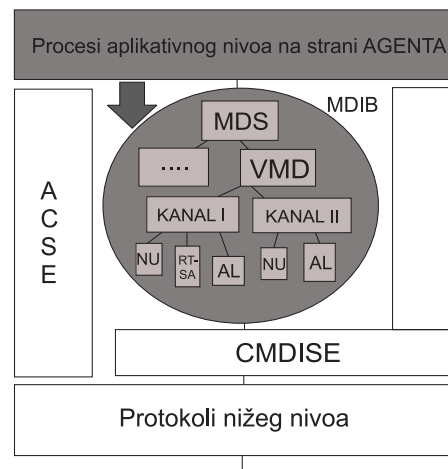 Procesi aplikativnog nivoa na strani AGENTA
MDIB
MDS
....
VMD
KANAL I
KANAL II
NU
RT-
SA
AL
NU
AL
A
C
S
E
CMDISE
Protokoli nižeg nivoa